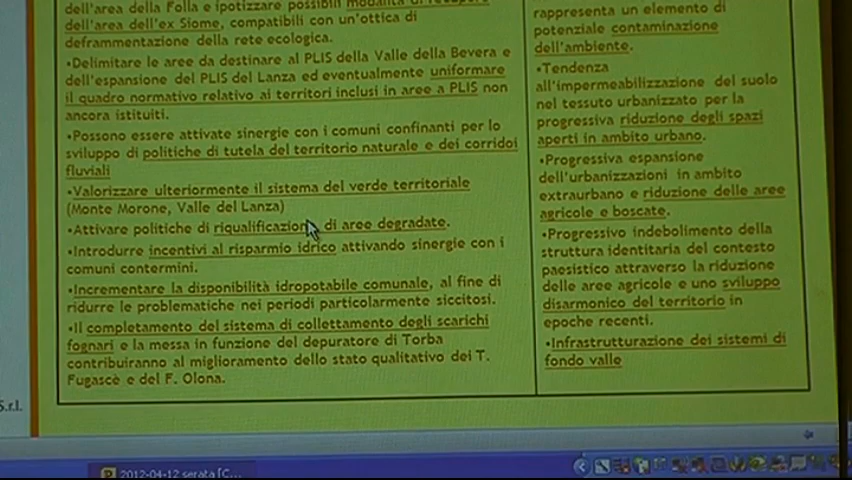 dell'area della Folla e ipotizzare possibili modalità di recupero
dell'area dell'ex Siome, compatibili con un'ottica di
deframmentazione della rete ecologica.
•Delimitare le aree da destinare al PLIS della Valle della Bevera e
dell'espansione del PLIS del Lanza ed eventualmente uniformare
il quadro normativo relativo ai territori inclusi in aree a PLIS non
ancora istituiti.
•Possono essere attivate sinergie con i comuni confinanti per lo
sviluppo di politiche di tutela del territorio naturale e dei corridoi
fluviali
•Valorizzare ulteriormente il sistema del verde territoriale
(Monte Morone, Valle del Lanza)
•Attivare politiche di riqualificazione di aree degradate.
•Introdurre incentivi al risparmio idrico attivando sinergie con i
comuni contermini.
•Incrementare la disponibilità idropotabile comunale, al fine di
ridurre le problematiche nei periodi particolarmente siccitosi.
•Il completamento del sistema di collettamento degli scarichi
fognari e la messa in funzione del depuratore di Torba
contribuiranno al miglioramento dello stato qualitativo dei T.
Fugascè e del F. Olona.
rappresenta un elemento di
potenziale contaminazione
dell'ambiente.
•Tendenza
all'impermeabilizzazione del suolo
nel tessuto urbanizzato per la
progressiva riduzione degli spazi
aperti in ambito urbano.
•Progressiva espansione
dell'urbanizzazioni in ambito
extraurbano e riduzione delle aree
agricole e boscate.
•Progressivo indebolimento della
struttura identitaria del contesto
paesistico attraverso la riduzione
delle aree agricole e uno sviluppo
disarmonico del territorio in
epoche recenti.
•Infrastrutturazione dei sistemi di
fondo valle
S.r.l.
2012-04-12 serata [C...